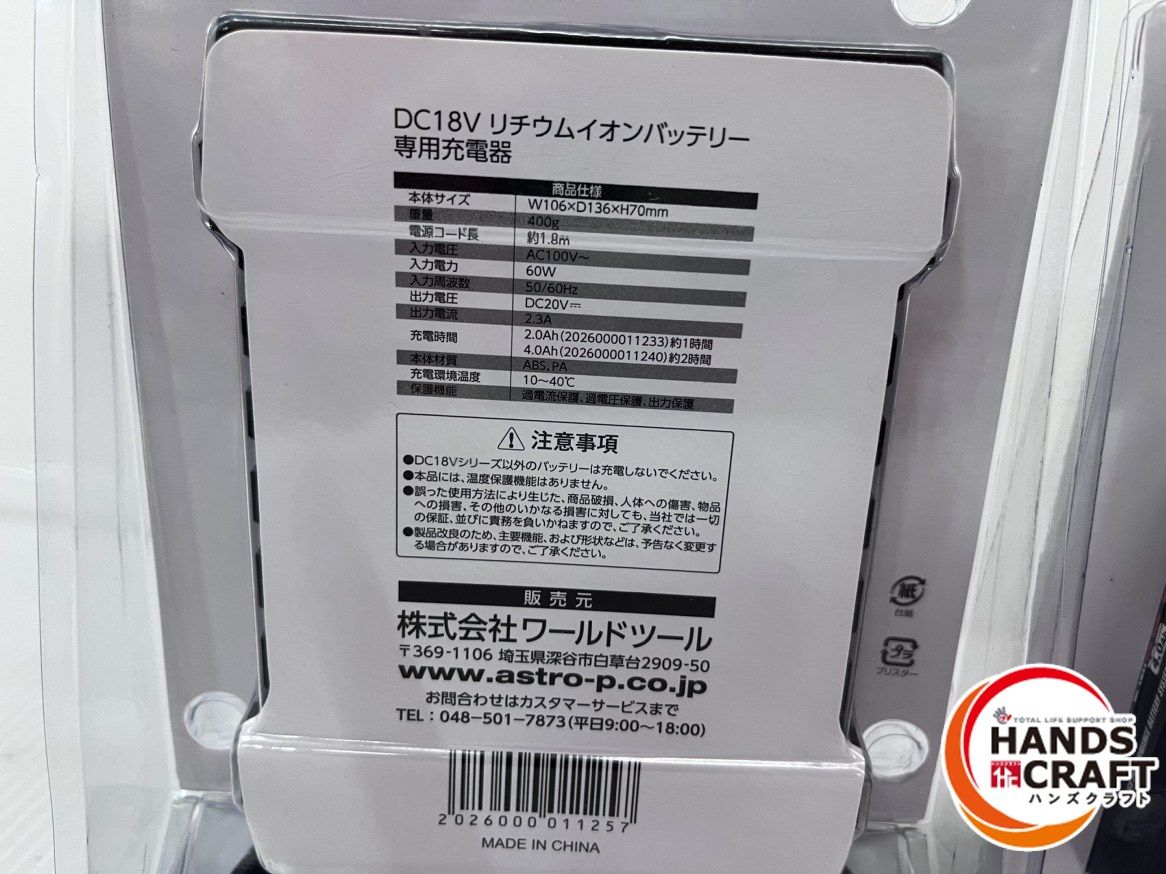 DC18V リチウムイオンバッテリー
専用充電器
商品仕様
本体サイズ W106×D136×H70mm
質量 400g
電源コード長 約1.8m
入力電圧 AC100V～
入力電力 60W
入力周波数 50/60Hz
出力電圧 DC20V⎓
出力電流 2.3A
充電時間 2.0Ah(2026000011233)約1時間
4.0Ah(2026000011240)約2時間
本体材質 ABS、PA
充電環境温度 10～40℃
保護機能 過電流保護、過電圧保護、出力保護
⚠ 注意事項
●DC18Vシリーズ以外のバッテリーは充電しないでください。
●本品には、温度保護機能はありません。
●誤った使用方法により生じた、商品破損、人体への傷害、物品
への損害、その他のいかなる損害に対しても、当社では一切
の保証、並びに責務を負いかねますので、ご了承ください。
●製品改良のため、主要機能、および形状などは、予告なく変更す
る場合がありますので、ご了承ください。
販売元
株式会社ワールドツール
〒369-1106 埼玉県深谷市白草台2909-50
www.astro-p.co.jp
お問合わせはカスタマーサービスまで
TEL：048-501-7873(平日9:00～18:00)
2026000 011257
MADE IN CHINA
紙
台紙
プラ
ブリスター
TOTAL LIFE SUPPORT SHOP
HANDS
CRAFT
ハンズクラフト